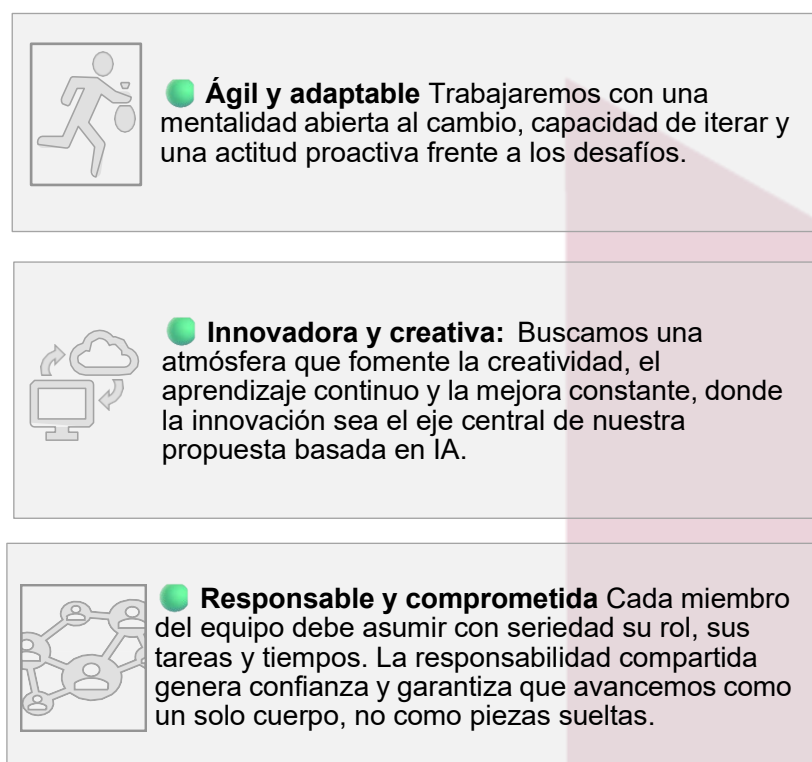 Ágil y adaptable Trabajaremos con una
mentalidad abierta al cambio, capacidad de iterar y
una actitud proactiva frente a los desafíos.
Innovadora y creativa: Buscamos una
atmósfera que fomente la creatividad, el
aprendizaje continuo y la mejora constante, donde
la innovación sea el eje central de nuestra
propuesta basada en IA.
Responsable y comprometida Cada miembro
del equipo debe asumir con seriedad su rol, sus
tareas y tiempos. La responsabilidad compartida
genera confianza y garantiza que avancemos como
un solo cuerpo, no como piezas sueltas.